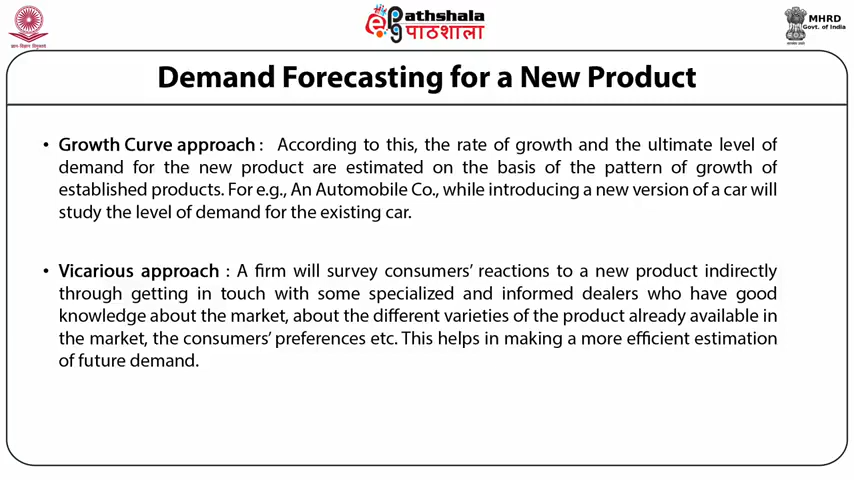 ज्ञान-विज्ञान विमुक्तये
ePathshala
पाठशाला
MHRD
Govt. of India
Demand Forecasting for a New Product
• Growth Curve approach : According to this, the rate of growth and the ultimate level of
demand for the new product are estimated on the basis of the pattern of growth of
established products. For e.g., An Automobile Co., while introducing a new version of a car will
study the level of demand for the existing car.
• Vicarious approach : A firm will survey consumers’ reactions to a new product indirectly
through getting in touch with some specialized and informed dealers who have good
knowledge about the market, about the different varieties of the product already available in
the market, the consumers’ preferences etc. This helps in making a more efficient estimation
of future demand.